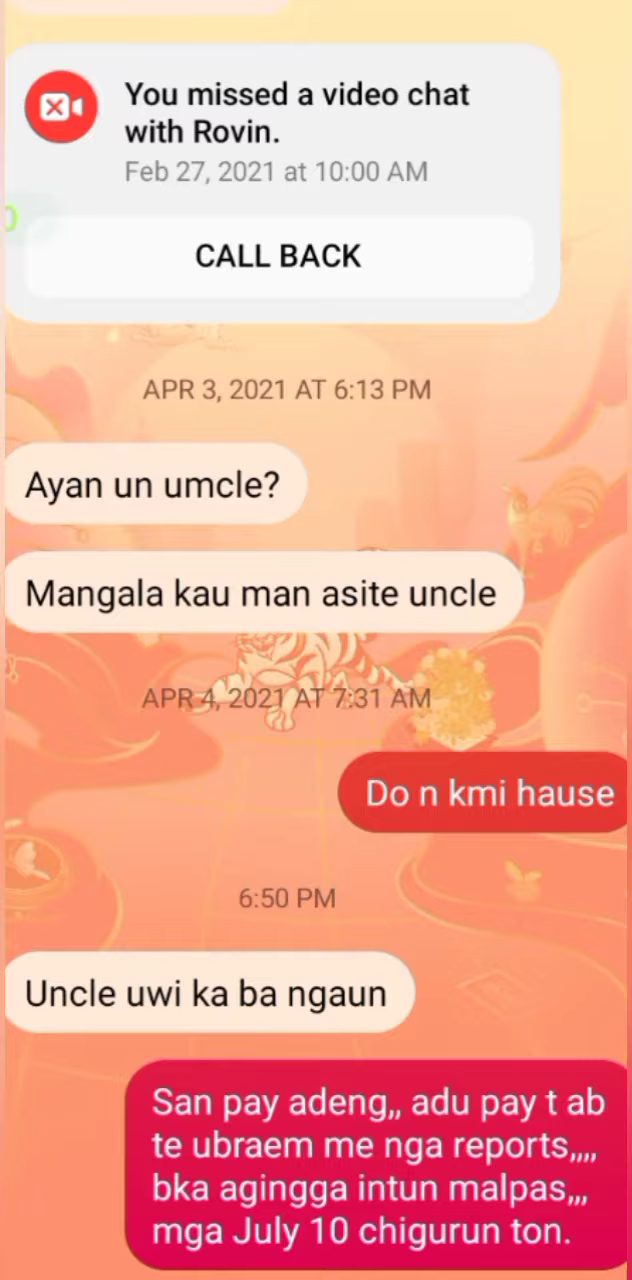 You missed a video chat
with Rovin.
Feb 27, 2021 at 10:00 AM
CALL BACK
APR 3, 2021 AT 6:13 PM
Ayan un umcle?
Mangala kau man asite uncle
APR 4, 2021 AT 7:31 AM
Do n kmi hause
6:50 PM
Uncle uwi ka ba ngaun
San pay adeng,, adu pay t ab
te ubraem me nga reports,,,,
bka agingga intun malpas,,,
mga July 10 chigurun ton.